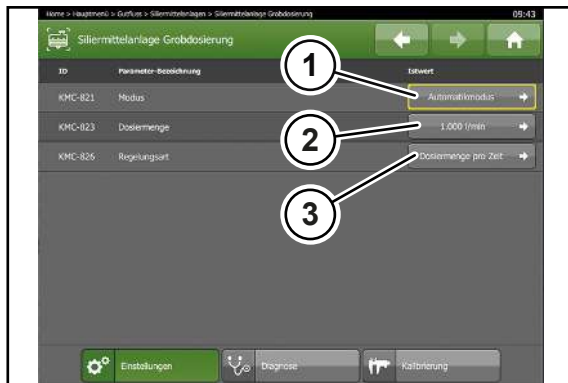 Home > Hauptmenü > Gutfluss > Siliermittelanlagen > Siliermittelanlage Grobdosierung 09:43
Siliermittelanlage Grobdosierung
ID Parameter-Bezeichnung Istwert
KMC-821 Modus Automatikmodus
KMC-823 Dosiermenge 1.000 l/min
KMC-826 Regelungsart Dosiermenge pro Zeit
1
2
3
Einstellungen Diagnose Kalibrierung